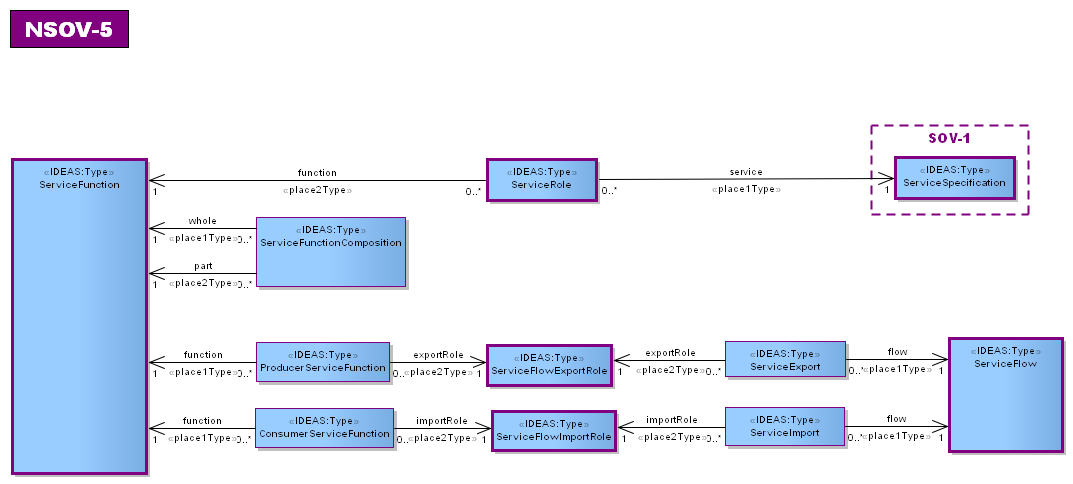 NSOV-5
SOV-1
«IDEAS:Type»
ServiceFunction
function
«place2Type»
1
0..*
«IDEAS:Type»
ServiceRole
service
«place1Type»
0..*
1
«IDEAS:Type»
ServiceSpecification
whole
«place1Type»
1
0..*
«IDEAS:Type»
ServiceFunctionComposition
part
«place2Type»
1
0..*
function
«place1Type»
1
0..*
«IDEAS:Type»
ProducerServiceFunction
exportRole
«place2Type»
0..*
1
«IDEAS:Type»
ServiceFlowExportRole
exportRole
«place2Type»
1
0..*
«IDEAS:Type»
ServiceExport
flow
«place1Type»
0..*
1
«IDEAS:Type»
ServiceFlow
function
«place1Type»
1
0..*
«IDEAS:Type»
ConsumerServiceFunction
importRole
«place2Type»
0..*
1
«IDEAS:Type»
ServiceFlowImportRole
importRole
«place2Type»
1
0..*
«IDEAS:Type»
ServiceImport
flow
«place1Type»
0..*
1